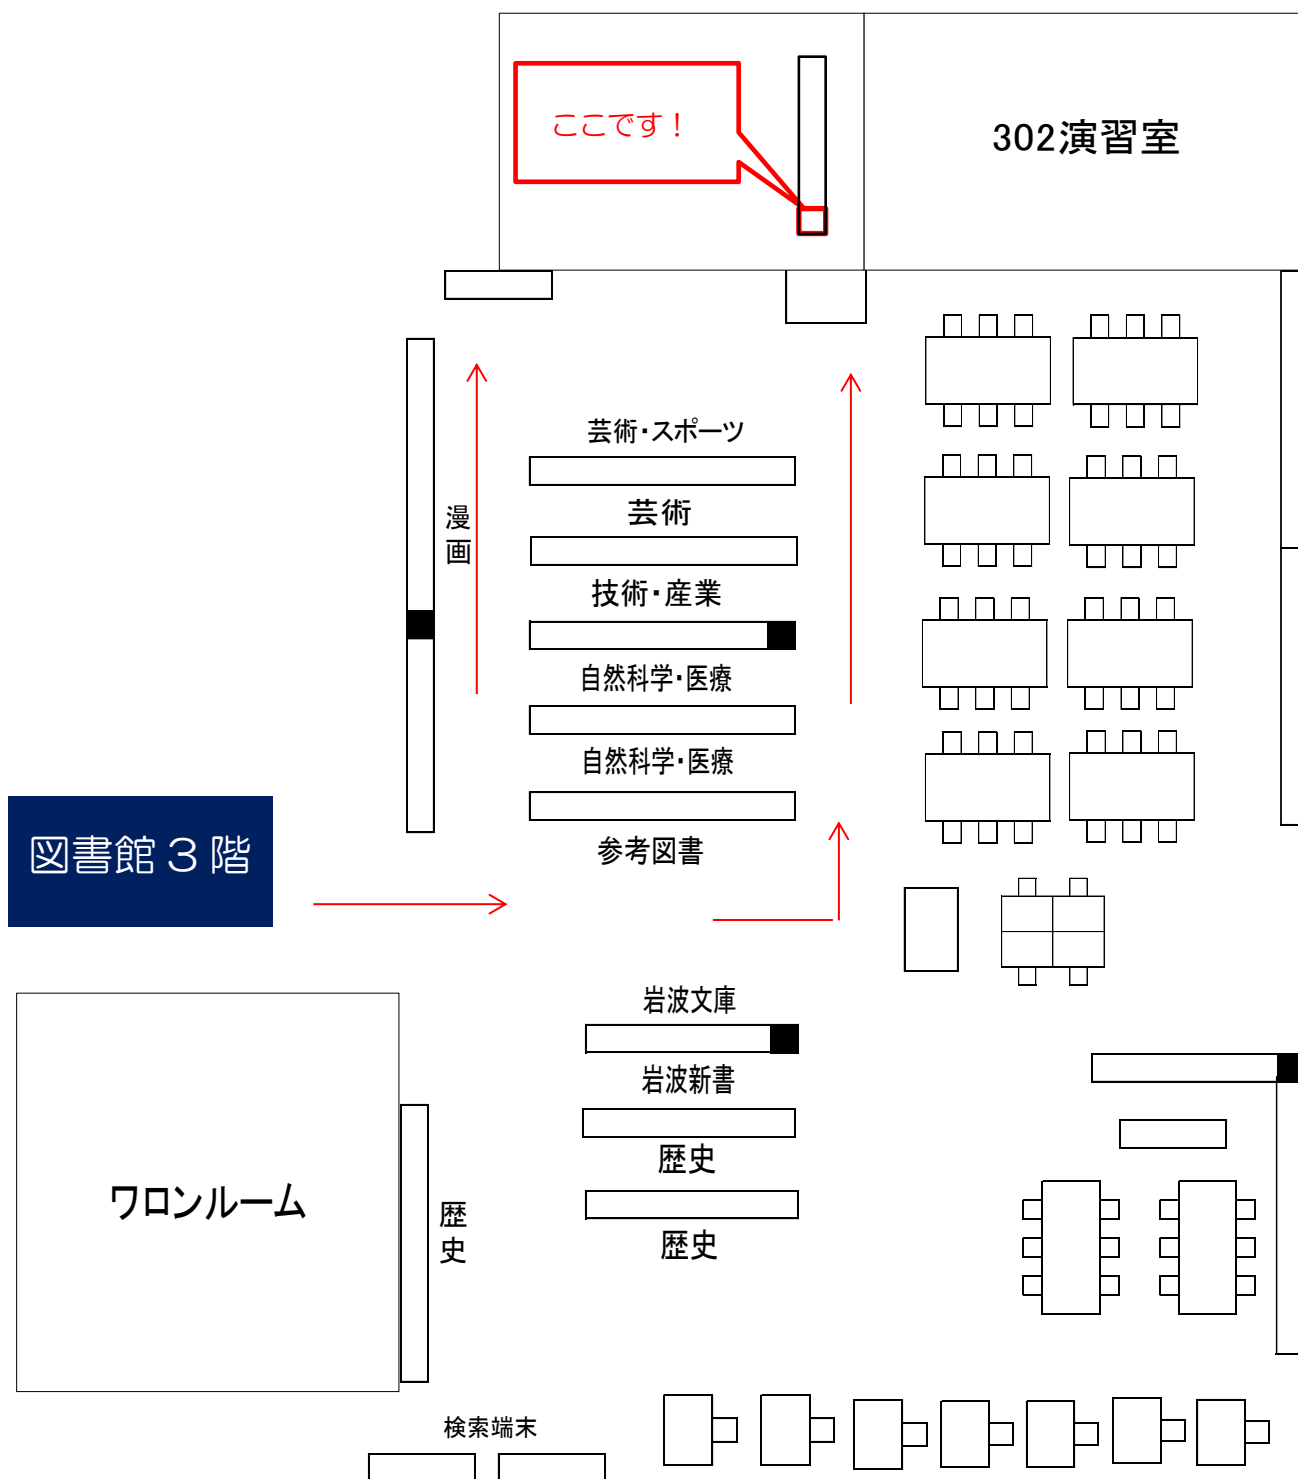 ここです！
302演習室
芸術・スポーツ
漫画
芸術
技術・産業
自然科学・医療
自然科学・医療
図書館３階
参考図書
岩波文庫
岩波新書
歴史
ワロンルーム
歴史
歴史
検索端末